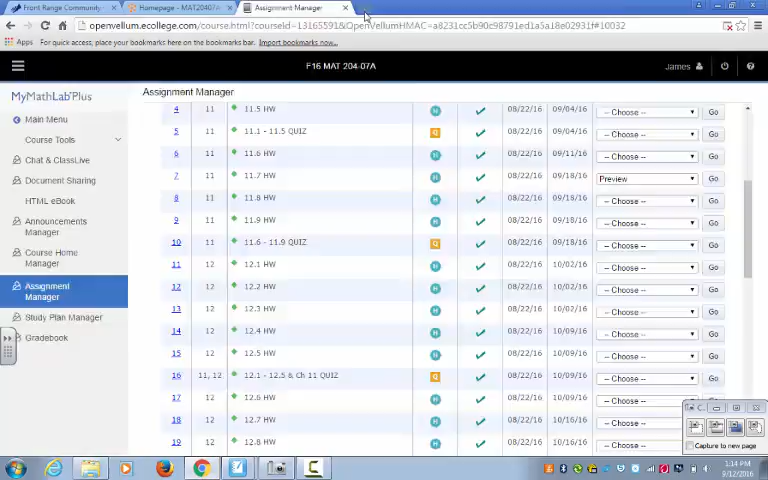 Front Range Community
Homepage - MAT20407A
Assignment Manager
openvellum.ecollege.com/course.html?courseId=13165591&OpenVellumHMAC=a8231cc5b90c98791ed1a5a18e02931f#10032
Apps For quick access, place your bookmarks here on the bookmarks bar. Import bookmarks now...
F16 MAT 204-07A
James
MyMathLab Plus
Main Menu
Course Tools
Chat & ClassLive
Document Sharing
HTML eBook
Announcements
Manager
Course Home
Manager
Assignment
Manager
Study Plan Manager
Gradebook
Assignment Manager
4 11 11.5 HW H 08/22/16 09/04/16 -- Choose -- Go
5 11 11.1 - 11.5 QUIZ Q 08/22/16 09/04/16 -- Choose -- Go
6 11 11.6 HW H 08/22/16 09/11/16 -- Choose -- Go
7 11 11.7 HW H 08/22/16 09/18/16 Preview Go
8 11 11.8 HW H 08/22/16 09/18/16 -- Choose -- Go
9 11 11.9 HW H 08/22/16 09/18/16 -- Choose -- Go
10 11 11.6 - 11.9 QUIZ Q 08/22/16 09/18/16 -- Choose -- Go
11 12 12.1 HW H 08/22/16 10/02/16 -- Choose -- Go
12 12 12.2 HW H 08/22/16 10/02/16 -- Choose -- Go
13 12 12.3 HW H 08/22/16 10/09/16 -- Choose -- Go
14 12 12.4 HW H 08/22/16 10/09/16 -- Choose -- Go
15 12 12.5 HW H 08/22/16 10/09/16 -- Choose -- Go
16 11, 12 12.1 - 12.5 & Ch 11 QUIZ Q 08/22/16 10/09/16 -- Choose -- Go
17 12 12.6 HW H 08/22/16 10/09/16 -- Choose -- Go
18 12 12.7 HW H 08/22/16 10/16/16 -- Choose --
19 12 12.8 HW H 08/22/16 10/16/16 -- Choose --
C...
Capture to new page
1:14 PM
9/12/2016